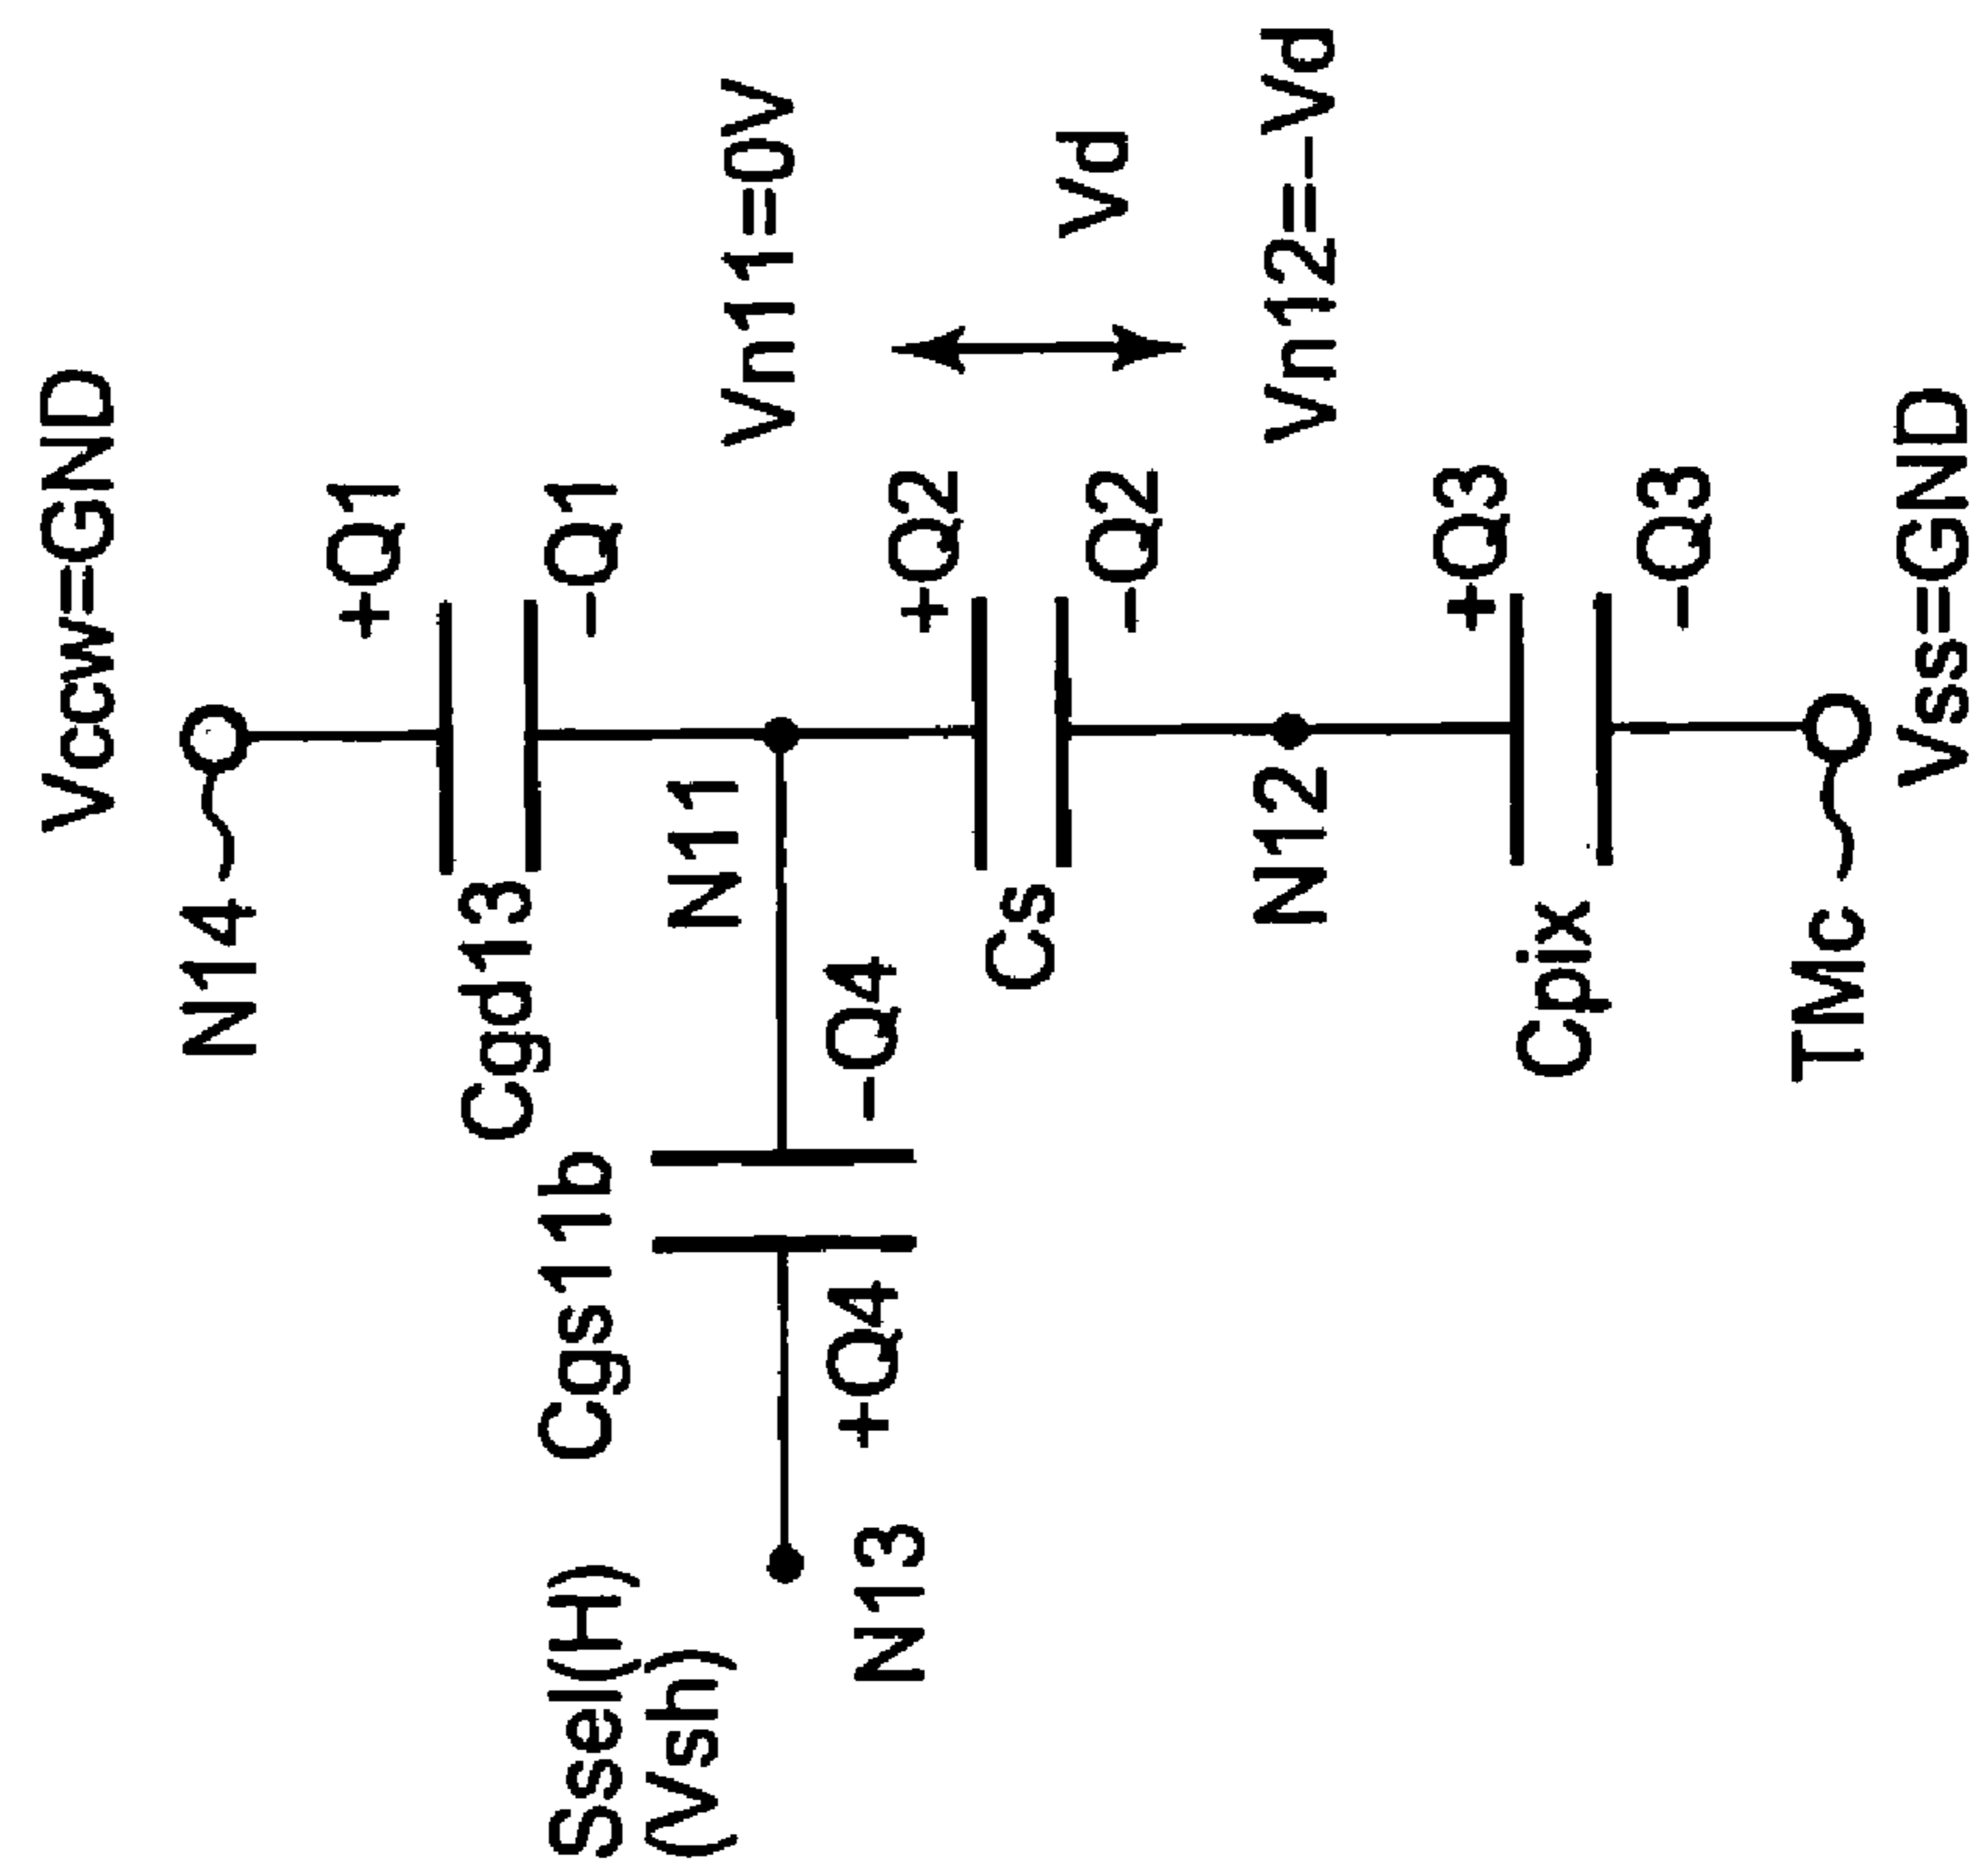 Vccw=GND
N14
+Q1
Cgd13
-Q1
Vn11=0V
N11
Ssel(H)
(Vsh)
Cgs11b
N13
+Q4
-Q4
+Q2
Cs
-Q2
Vd
N12
Vn12=-Vd
+Q3
Cpix
-Q3
TMc
Vss=GND